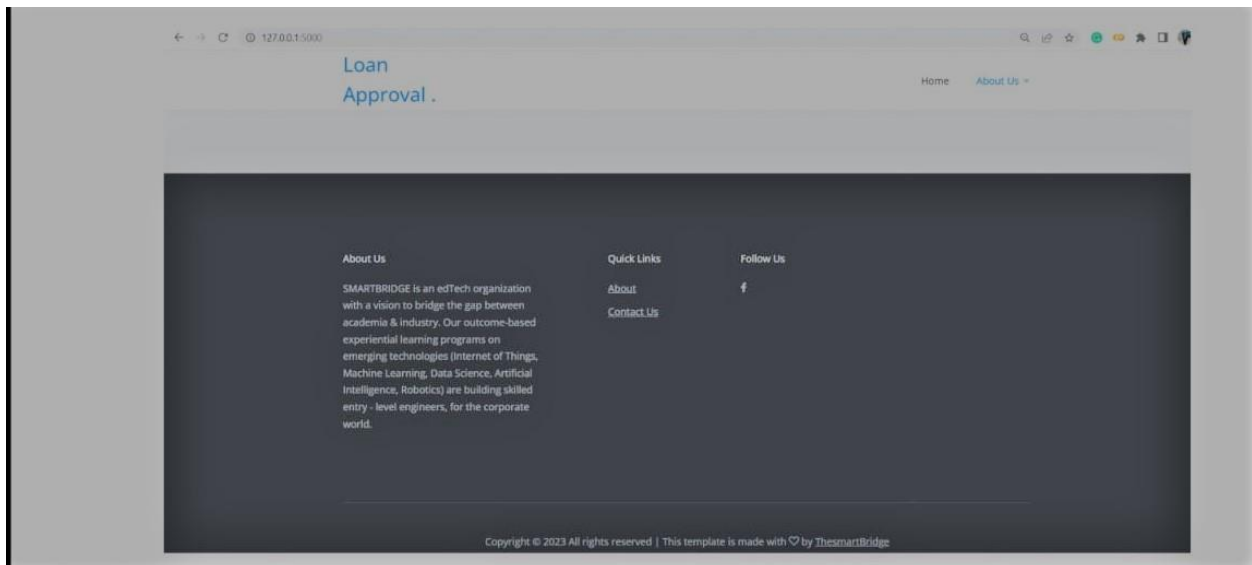 127.0.0.1:5000
Loan
Approval .
Home About Us
About Us
SMARTBRIDGE is an edTech organization
with a vision to bridge the gap between
academia & industry. Our outcome-based
experiential learning programs on
emerging technologies (Internet of Things,
Machine Learning, Data Science, Artificial
Intelligence, Robotics) are building skilled
entry - level engineers, for the corporate
world.
Quick Links
About
Contact Us
Follow Us
Copyright © 2023 All rights reserved | This template is made with ♡ by ThesmartBridge